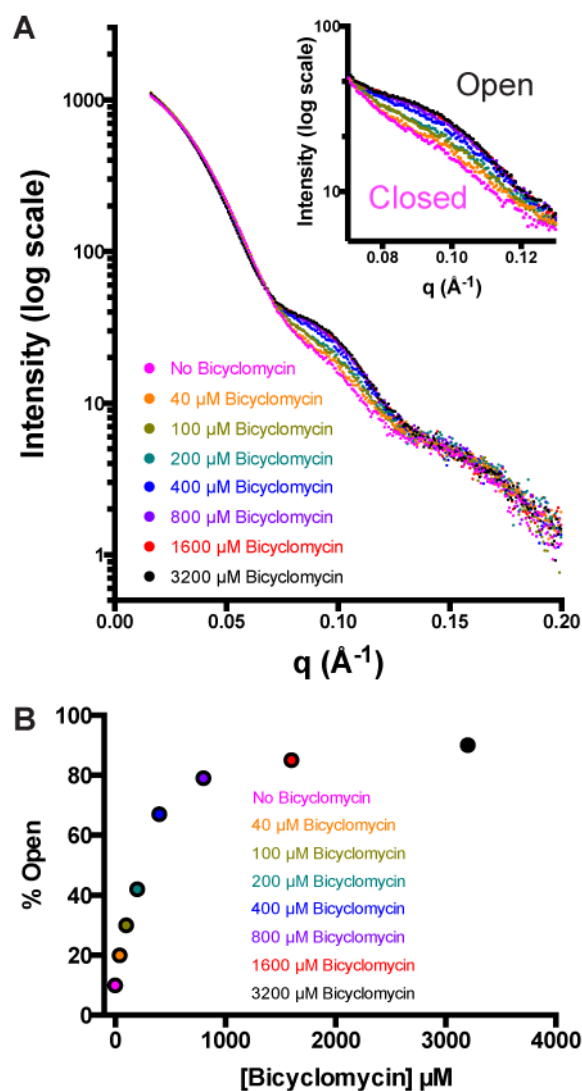 A
Intensity (log scale)
1000
100
10
1
0.00
0.05
0.10
0.15
0.20
q (Å⁻¹)
No Bicyclomycin
40 µM Bicyclomycin
100 µM Bicyclomycin
200 µM Bicyclomycin
400 µM Bicyclomycin
800 µM Bicyclomycin
1600 µM Bicyclomycin
3200 µM Bicyclomycin
Intensity (log scale)
100
10
Open
Closed
0.08
0.10
0.12
q (Å⁻¹)
B
% Open
100
80
60
40
20
0
0
1000
2000
3000
4000
[Bicyclomycin] µM
No Bicyclomycin
40 µM Bicyclomycin
100 µM Bicyclomycin
200 µM Bicyclomycin
400 µM Bicyclomycin
800 µM Bicyclomycin
1600 µM Bicyclomycin
3200 µM Bicyclomycin